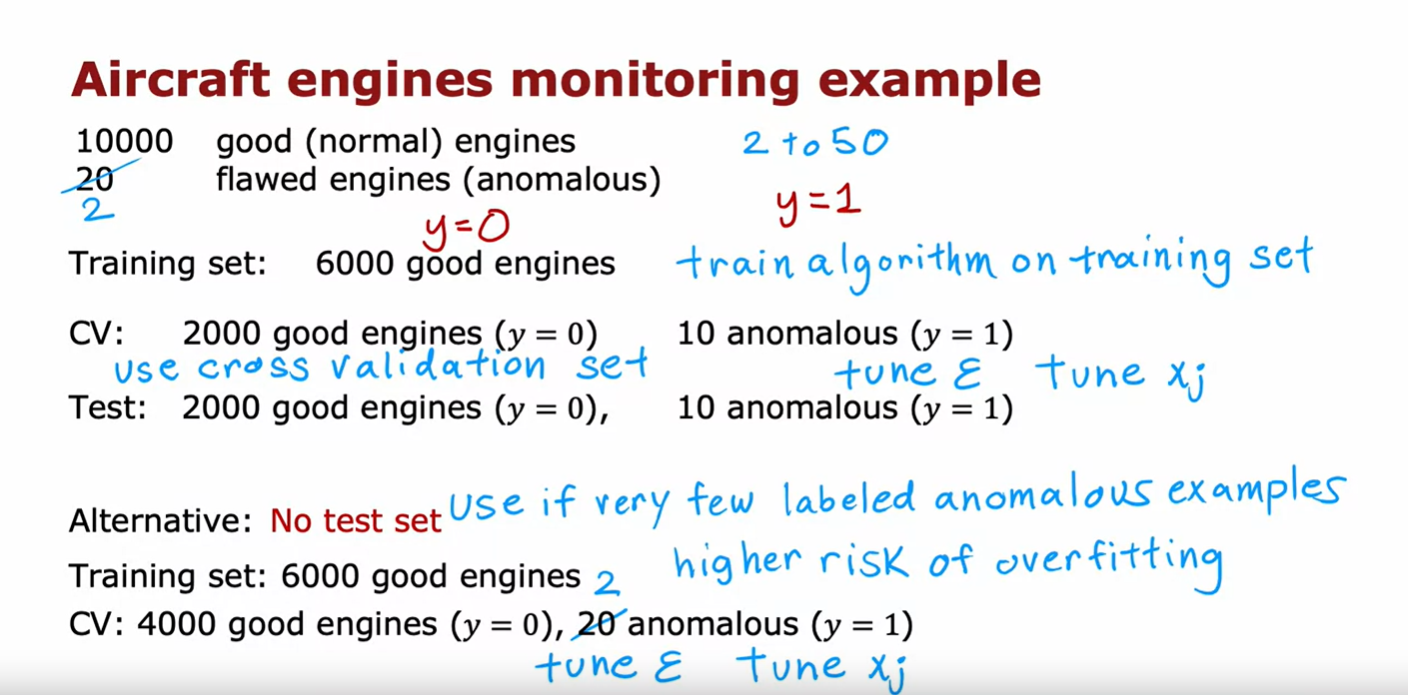 Aircraft engines monitoring example
10000 good (normal) engines 2 to 50
20 flawed engines (anomalous)
2 y=0 y=1
Training set: 6000 good engines train algorithm on training set
CV: 2000 good engines (y = 0) 10 anomalous (y = 1)
use cross validation set tune ε tune xj
Test: 2000 good engines (y = 0), 10 anomalous (y = 1)
Alternative: No test set use if very few labeled anomalous examples
Training set: 6000 good engines 2 higher risk of overfitting
CV: 4000 good engines (y = 0), 20 anomalous (y = 1)
tune ε tune xj